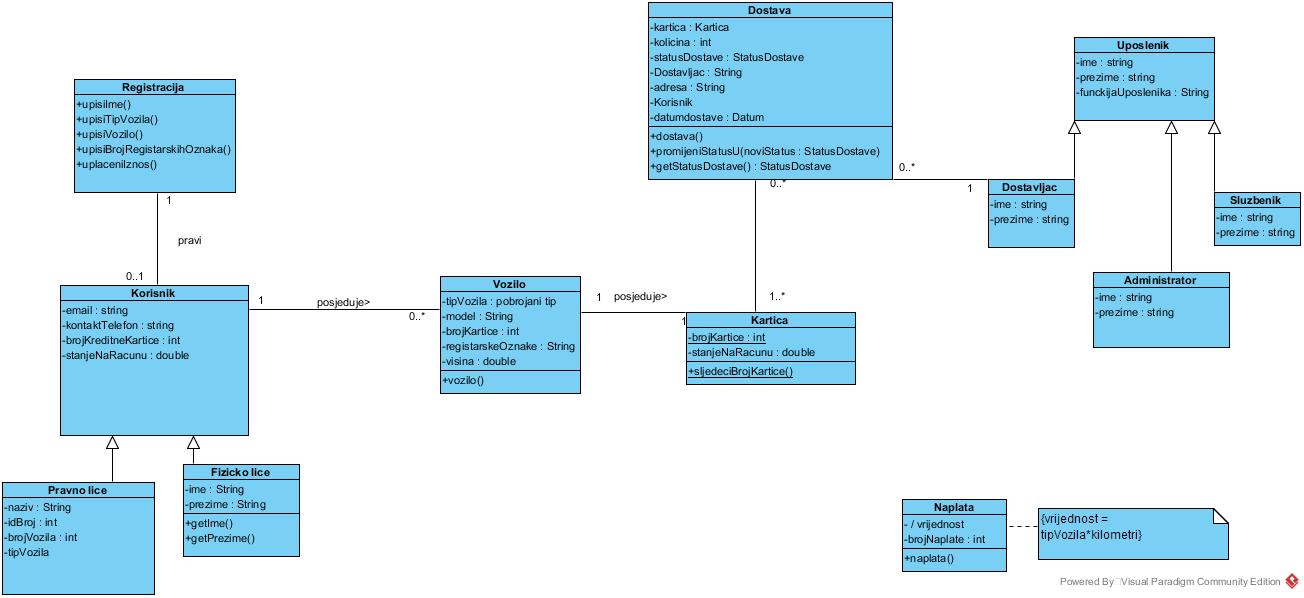 Dostava
-kartica : Kartica
-kolicina : int
-statusDostave : StatusDostave
-Dostavljac : String
-adresa : String
-Korisnik
-datumdostave : Datum
+dostava()
+promijeniStatusU(noviStatus : StatusDostave)
+getStatusDostave() : StatusDostave
Uposlenik
-ime : string
-prezime : string
-funckijaUposlenika : String
Registracija
+upisiIme()
+upisiTipVozila()
+upisiVozilo()
+upisiBrojRegistarskihOznaka()
+uplaceniIznos()
0..*
1
0..*
Dostavljac
-ime : string
-prezime : string
Sluzbenik
-ime : string
-prezime : string
1
pravi
0..1
Korisnik
-email : string
-kontaktTelefon : string
-brojKreditneKartice : int
-stanjeNaRacunu : double
1
posjeduje>
0..*
Vozilo
-tipVozila : pobrojani tip
-model : String
-brojKartice : int
-registarskeOznake : String
-visina : double
+vozilo()
1
posjeduje>
1
1..*
Kartica
-brojKartice : int
-stanjeNaRacunu : double
+sljedeciBrojKartice()
Administrator
-ime : string
-prezime : string
Pravno lice
-naziv : String
-idBroj : int
-brojVozila : int
-tipVozila
Fizicko lice
-ime : String
-prezime : String
+getIme()
+getPrezime()
Naplata
- / vrijednost
-brojNaplate : int
+naplata()
{vrijednost =
tipVozila*kilometri}
Powered By Visual Paradigm Community Edition